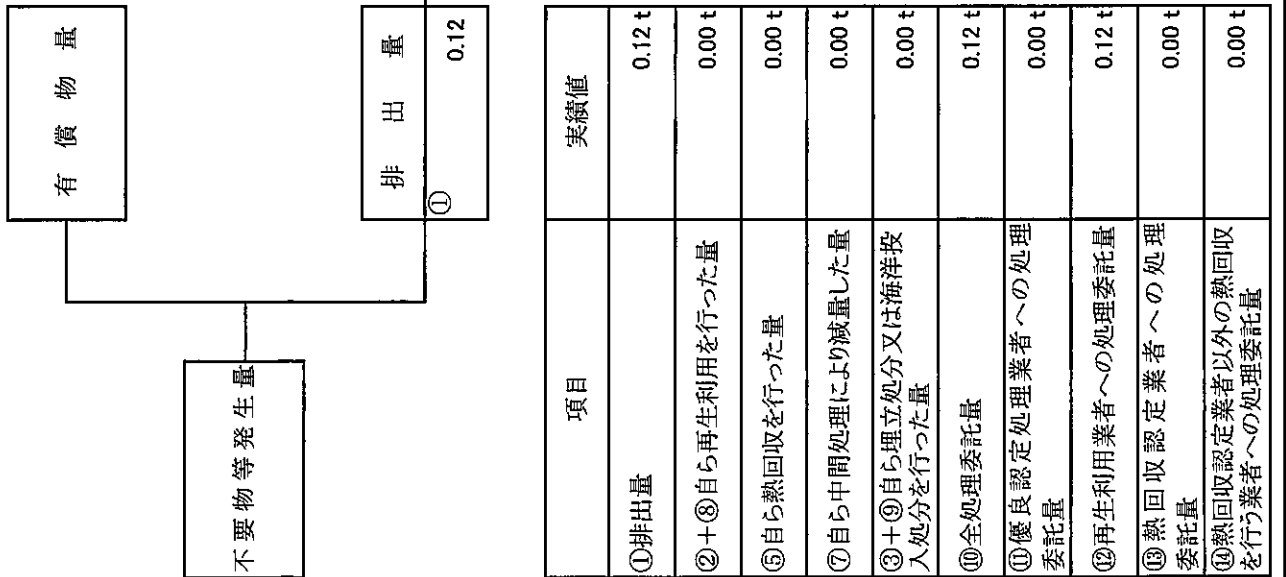 不要物等発生量
有償物量
排出量
①
0.12
項目 実績値
①排出量 0.12 t
②+⑧自ら再生利用を行った量 0.00 t
⑤自ら熱回収を行った量 0.00 t
⑦自ら中間処理により減量した量 0.00 t
③+⑨自ら埋立処分又は海洋投
入処分を行った量 0.00 t
⑩全処理委託量 0.12 t
⑪優良認定処理業者への処理
委託量 0.00 t
⑫再生利用業者への処理委託量 0.12 t
⑬熱回収認定業者への処理
委託量 0.00 t
⑭熱回収認定業者以外の熱回収
を行う業者への処理委託量 0.00 t